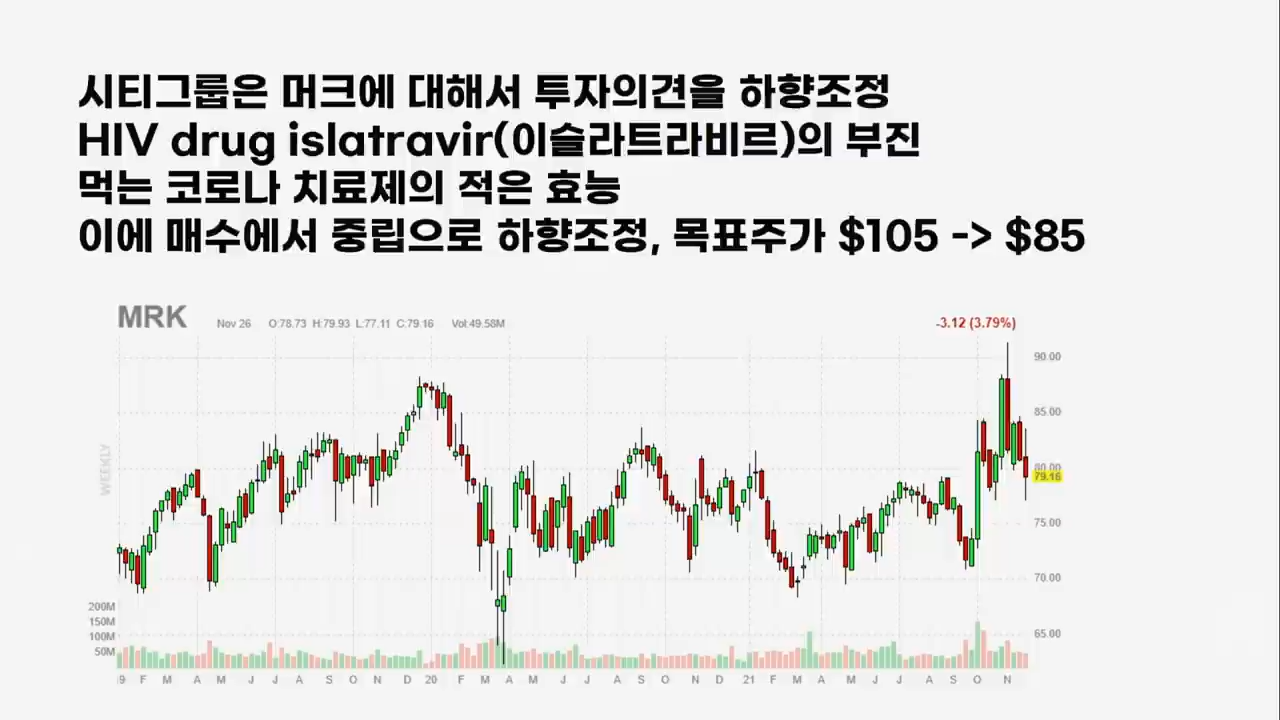 시티그룹은 머크에 대해서 투자의견을 하향조정
HIV drug islatravir(이슬라트라비르)의 부진
먹는 코로나 치료제의 적은 효능
이에 매수에서 중립으로 하향조정, 목표주가 $105 -> $85
MRK Nov 26 O:78.73 H:79.93 L:77.11 C:79.16 Vol:49.58M -3.12 (3.79%)
90.00
85.00
WEEKLY
80.00
79.16
75.00
70.00
200M
150M
65.00
100M
50M
9 F M A M J J A S O N D 20 F M A M J J A S O N D 21 F M A M J J A S O N